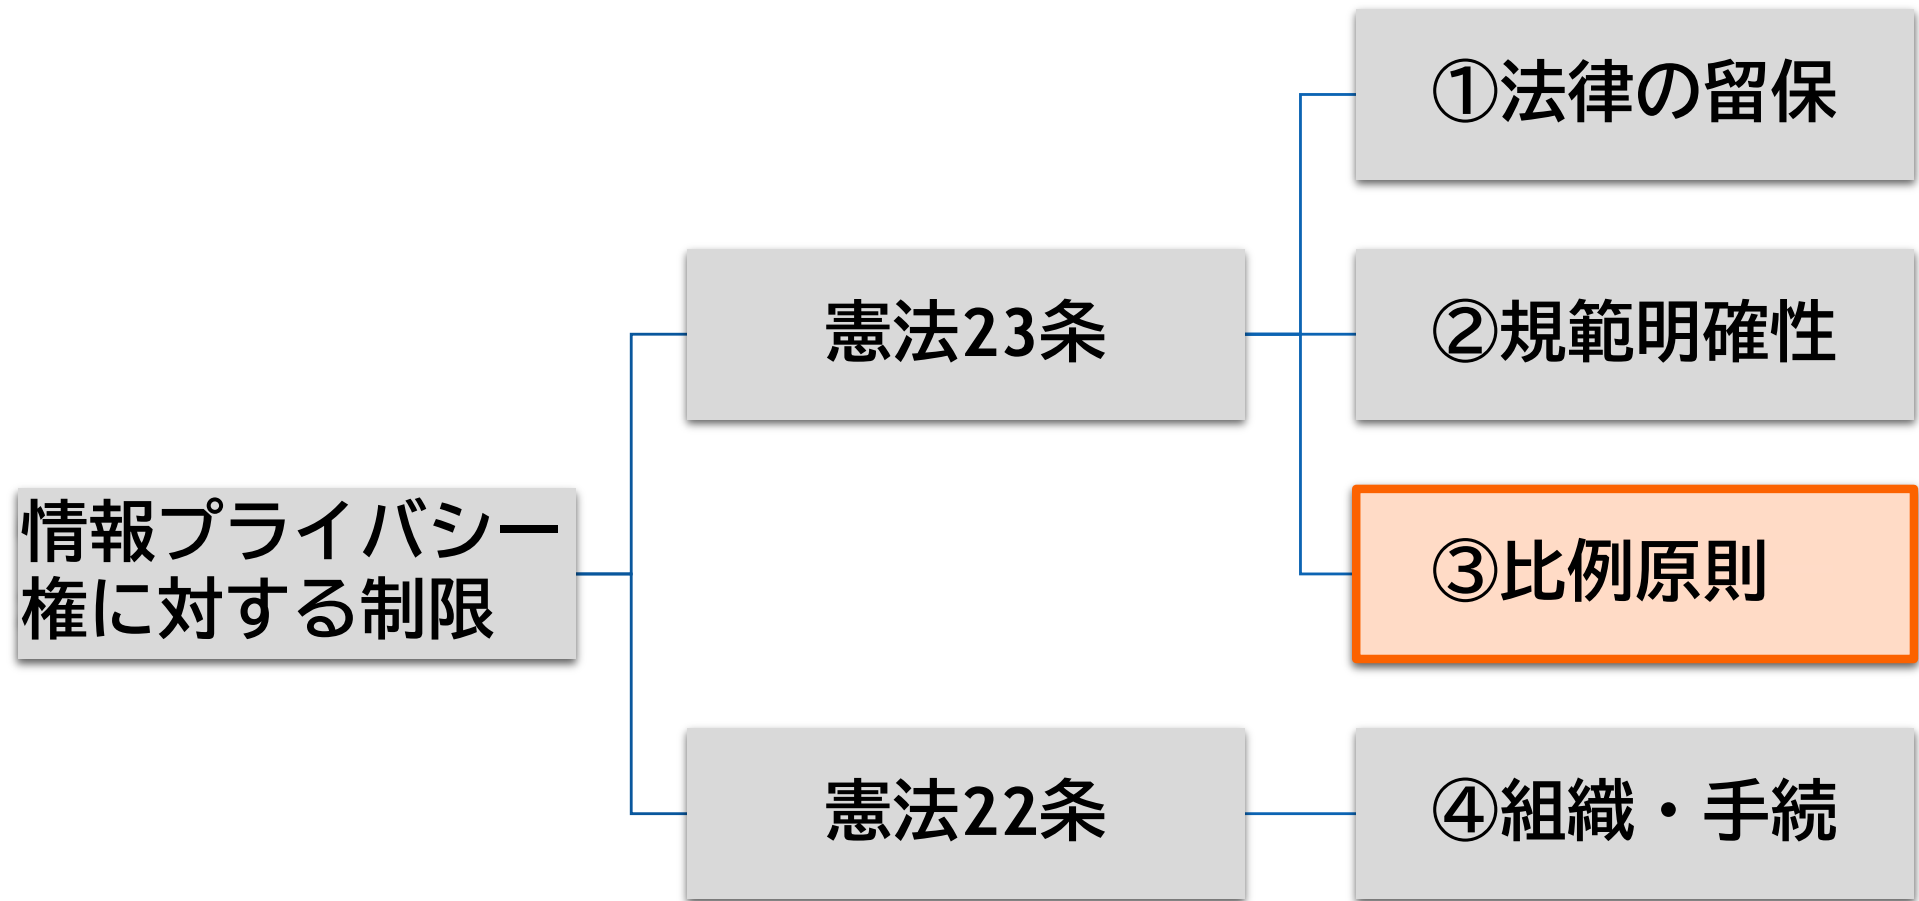 情報プライバシー
権に対する制限
憲法23条
①法律の留保
②規範明確性
③比例原則
憲法22条
④組織・手続